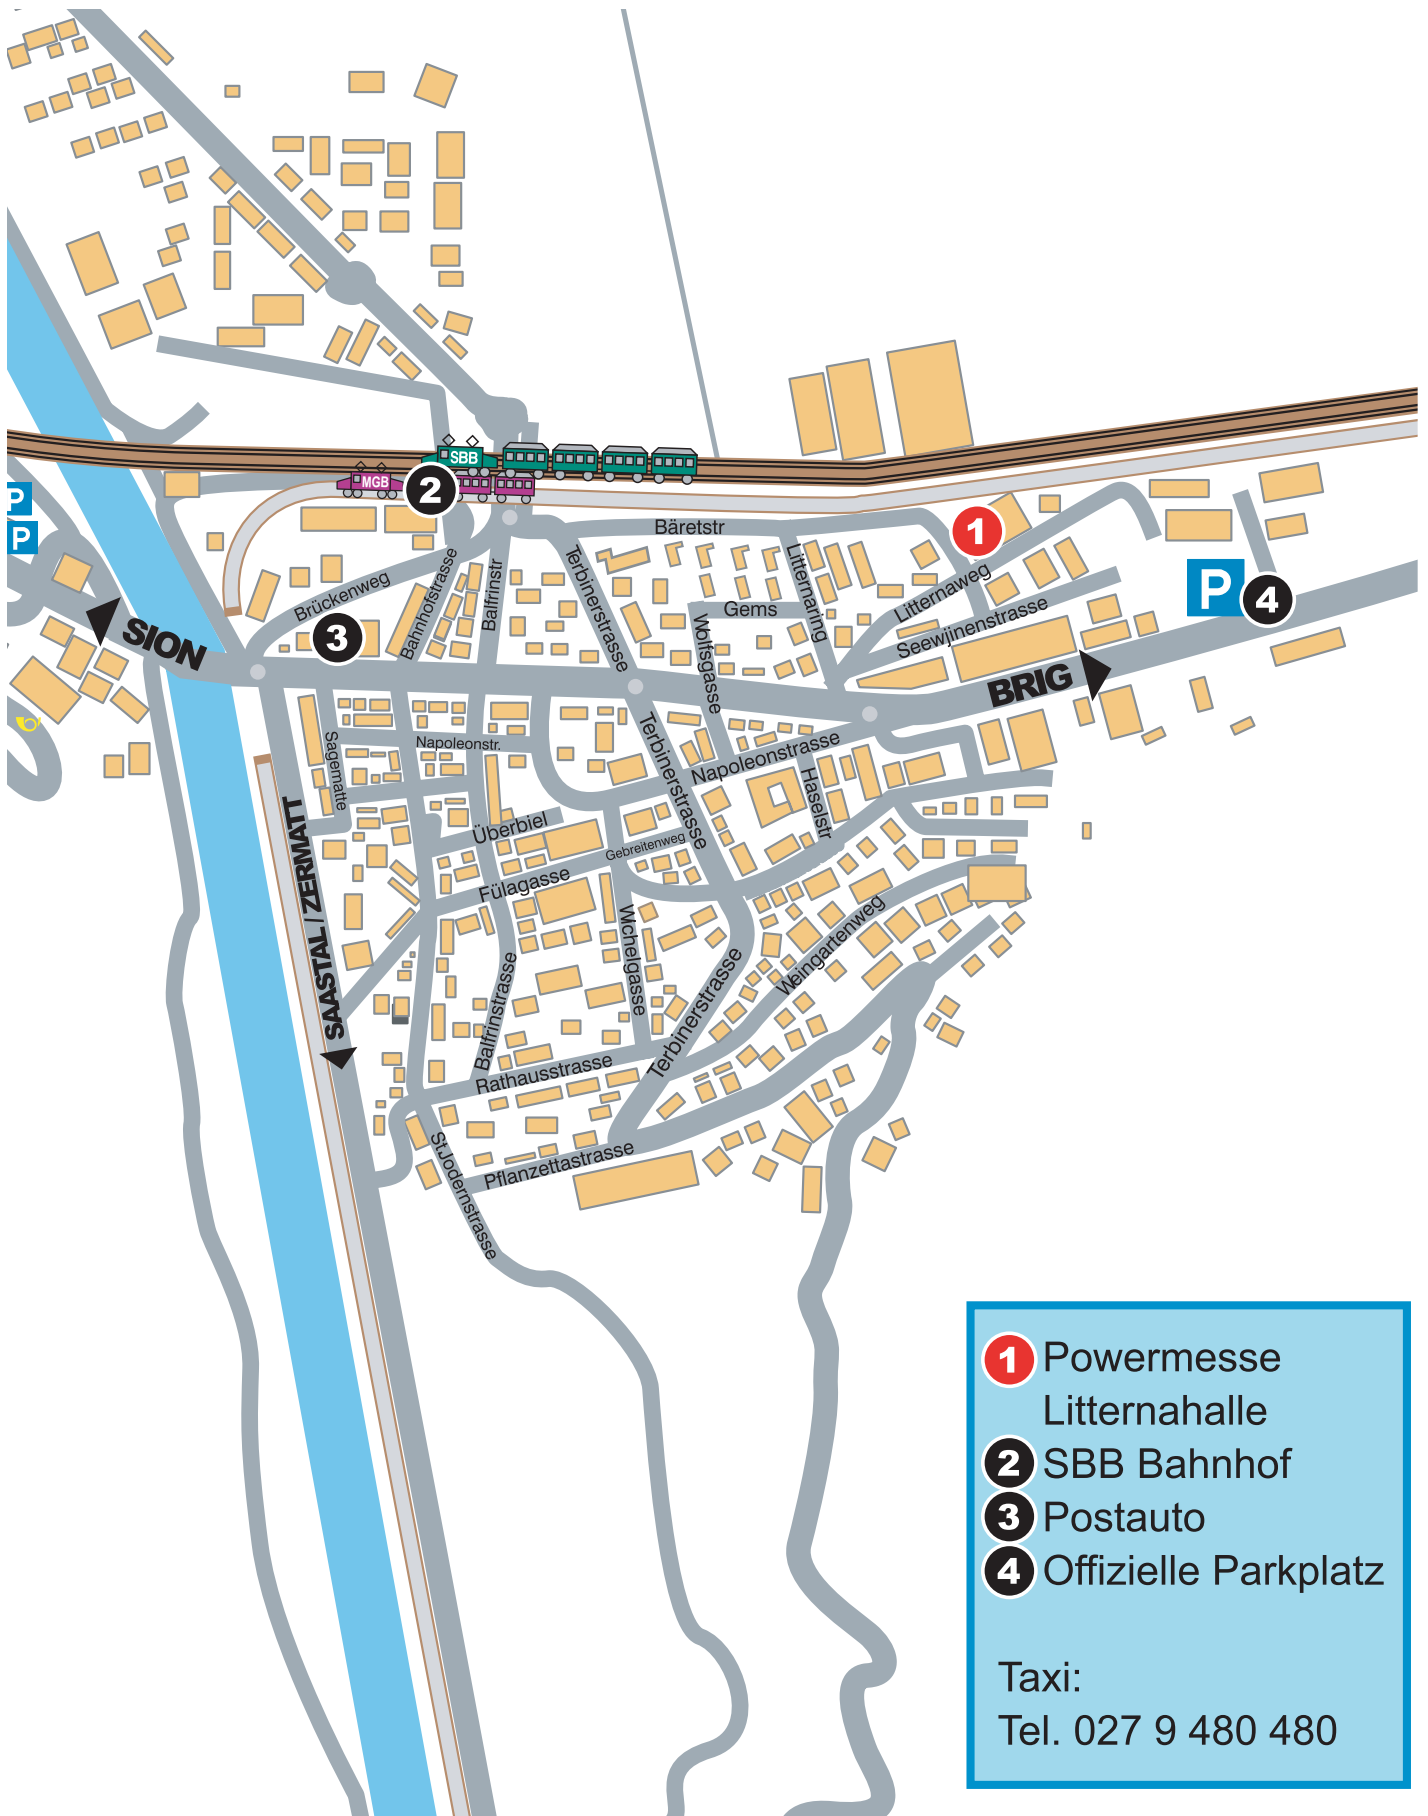 SBB
MGB
2
P
P
Bäretstr
1
Terbinerstrasse
Litternaring
Bahnhofstrasse
Balfrinstr
Brückenweg
Litternaweg
P
4
Gems
Wolfsgasse
Seewjinenstrasse
3
SION
BRIG
Sagematte
Napoleonstr.
Terbinerstrasse
Napoleonstrasse
Haselstr
SAASTAL / ZERMATT
Überbiel
Gebreitenweg
Fülagasse
Wichelgasse
Weingartenweg
Balfrinstrasse
Terbinerstrasse
Rathausstrasse
St.Jodernstrasse
Pflanzettastrasse
1 Powermesse
Litternahalle
2 SBB Bahnhof
3 Postauto
4 Offizielle Parkplatz
Taxi:
Tel. 027 9 480 480